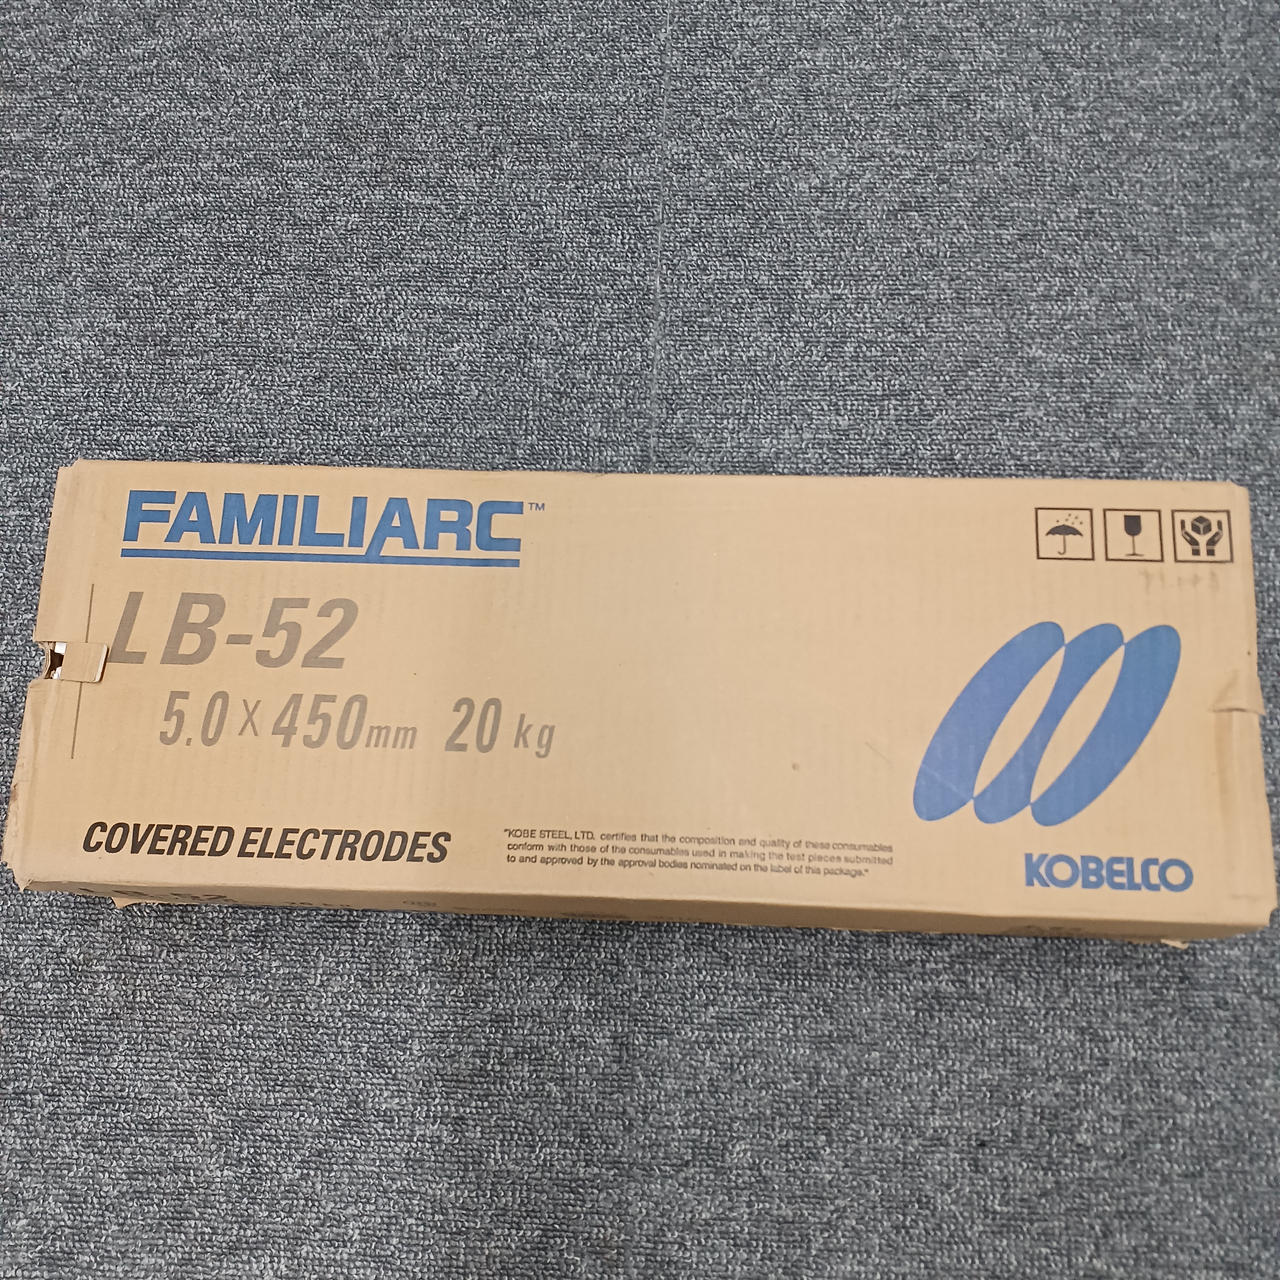 FAMILIARC™
LB-52
5.0 × 450mm 20 kg
COVERED ELECTRODES
"KOBE STEEL, LTD. certifies that the composition and quality of these consumables
conform with those of the consumables used in making the test pieces submitted
to and approved by the approval bodies nominated on the label of this package."
KOBELCO